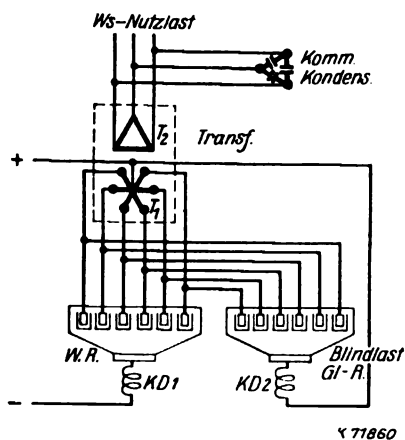 Ws-Nutzlast
Komm.
Kondens.
T2
Transf.
+
T1
W.R.
KD1
KD2
Blindlast
Gl-R.
-
K 71860